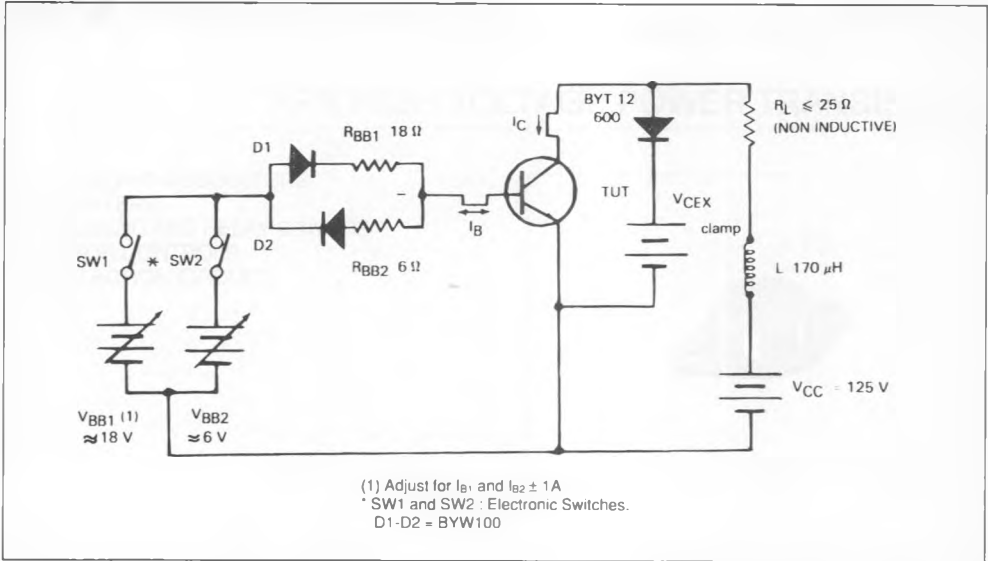 BYT 12
600
R_L ⩽ 25 Ω
(NON INDUCTIVE)
I_C
R_BB1 18 Ω
D1
TUT
V_CEX
clamp
I_B
D2
SW1 * SW2
R_BB2 6 Ω
L 170 μH
V_CC = 125 V
V_BB1 (1)
≈ 18 V
V_BB2
≈ 6 V
(1) Adjust for I_B1 and I_B2 ± 1A
* SW1 and SW2 : Electronic Switches.
D1-D2 = BYW100